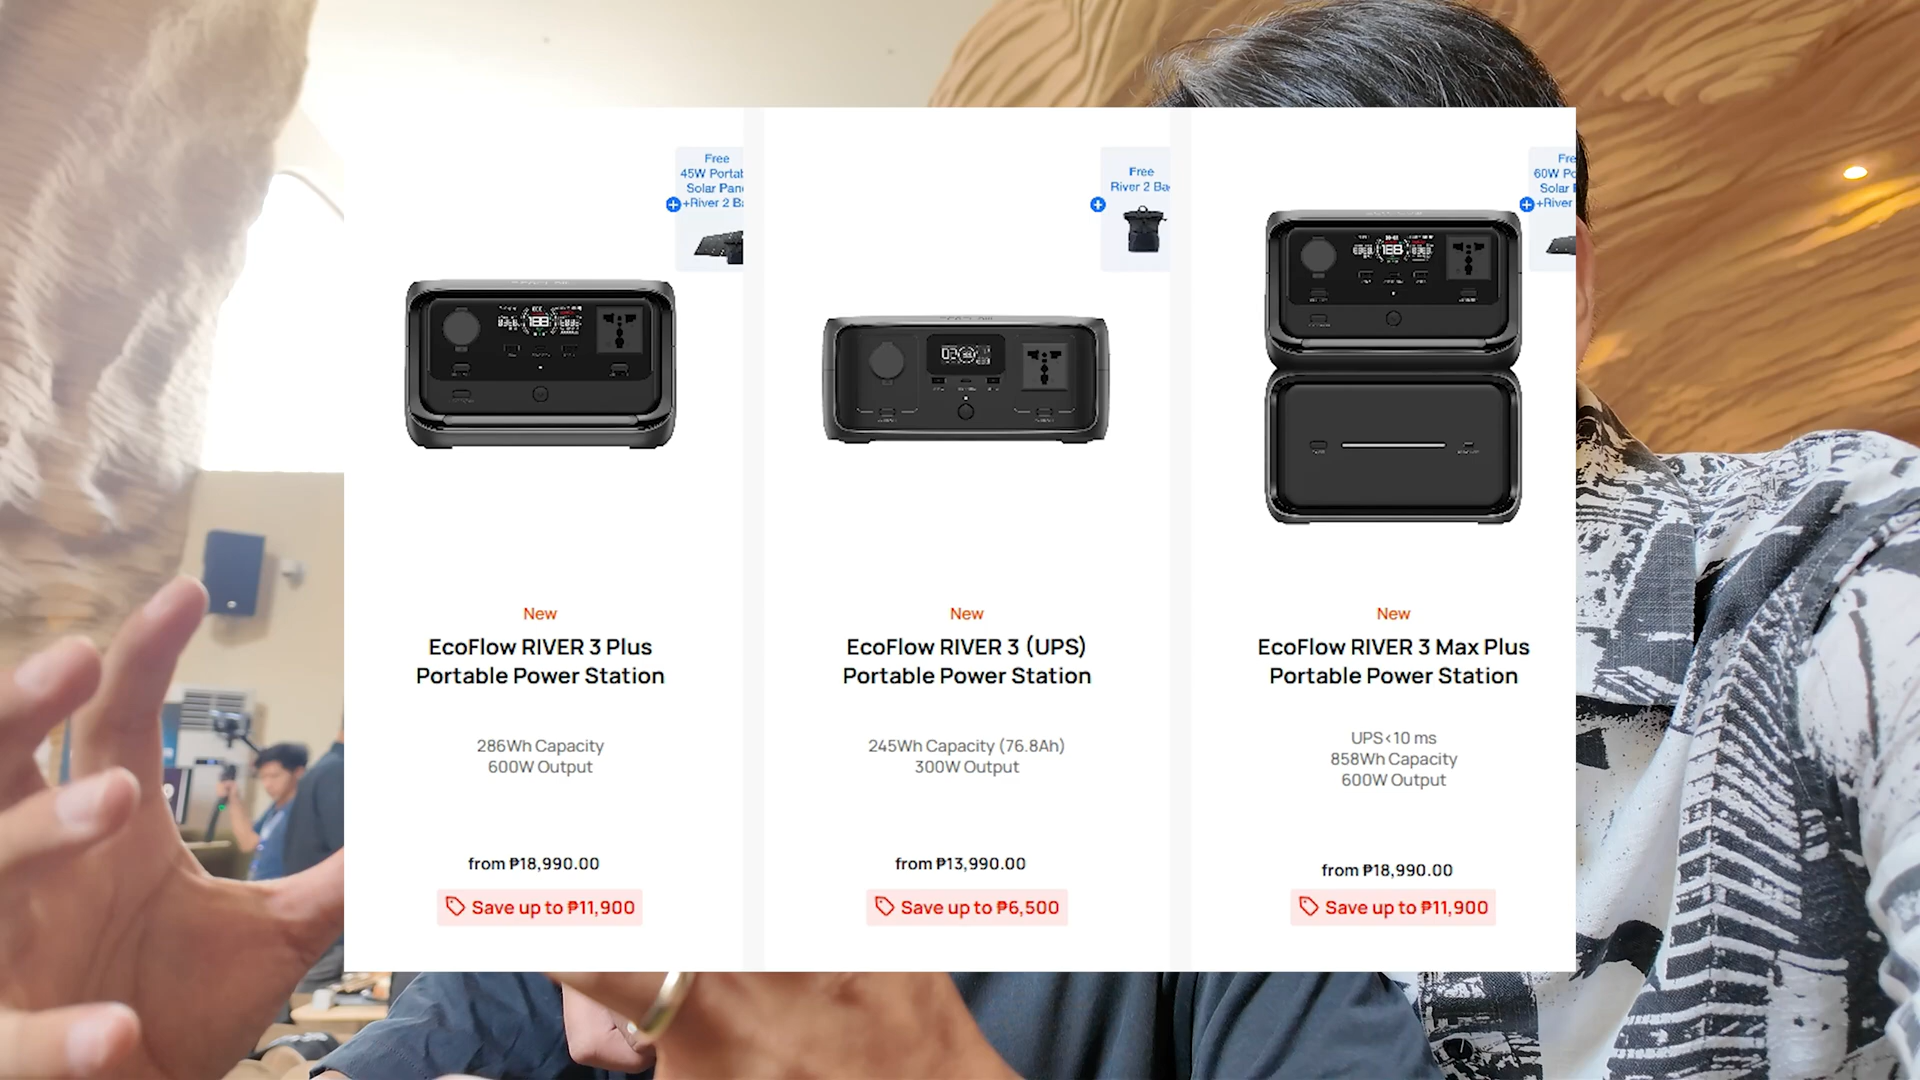 Free
45W Portab
Solar Pane
+River 2 Ba
New
EcoFlow RIVER 3 Plus
Portable Power Station
286Wh Capacity
600W Output
from ₱18,990.00
Save up to ₱11,900
Free
River 2 Ba
New
EcoFlow RIVER 3 (UPS)
Portable Power Station
245Wh Capacity (76.8Ah)
300W Output
from ₱13,990.00
Save up to ₱6,500
Fre
60W Po
Solar
+River
New
EcoFlow RIVER 3 Max Plus
Portable Power Station
UPS<10 ms
858Wh Capacity
600W Output
from ₱18,990.00
Save up to ₱11,900